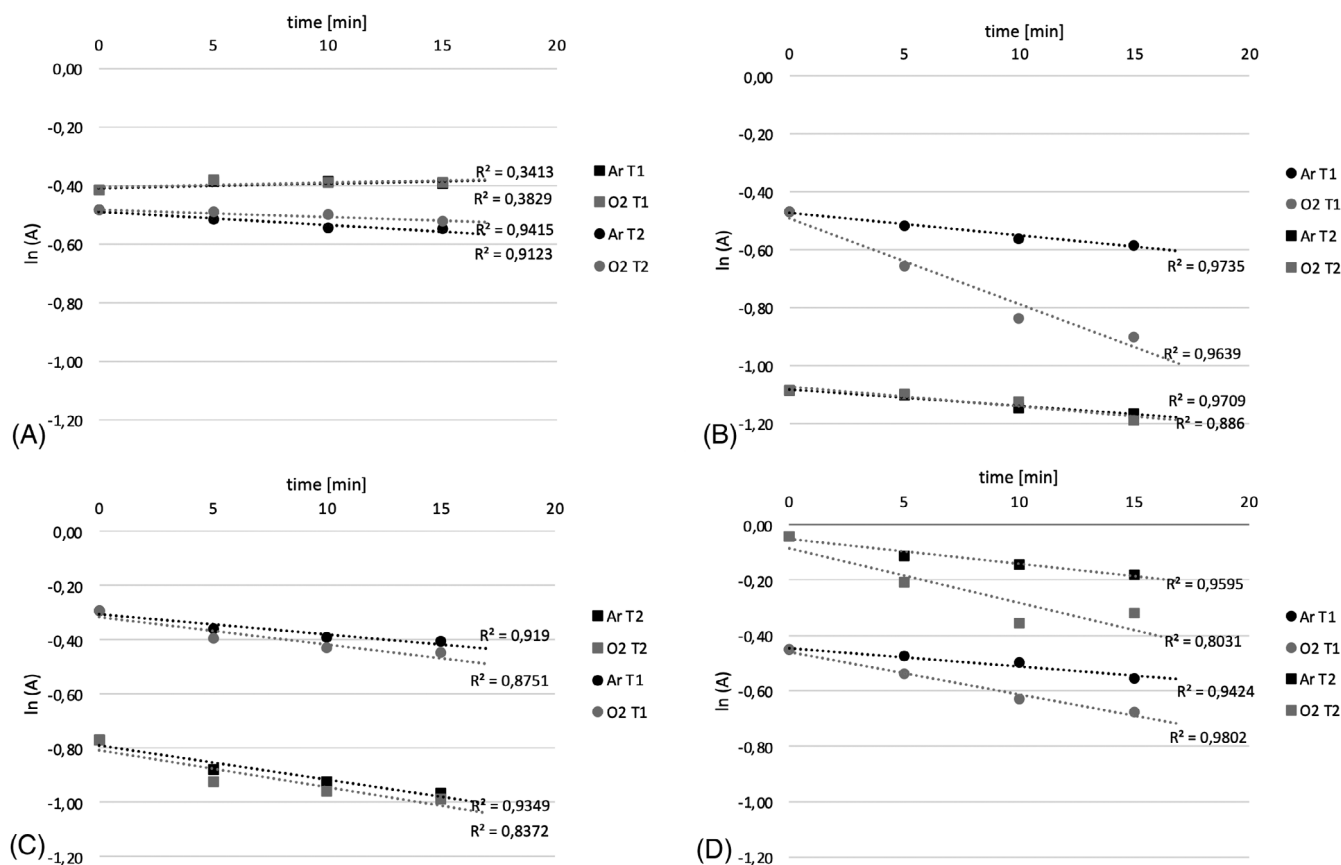 time [min]
0 5 10 15 20
0,00
-0,20
-0,40
-0,60
-0,80
-1,00
-1,20
ln (A)
R² = 0,3413
R² = 0,3829
R² = 0,9415
R² = 0,9123
Ar T1
O2 T1
Ar T2
O2 T2
(A)
time [min]
0 5 10 15 20
0,00
-0,20
-0,40
-0,60
-0,80
-1,00
-1,20
ln (A)
R² = 0,9735
R² = 0,9639
R² = 0,9709
R² = 0,886
Ar T1
O2 T1
Ar T2
O2 T2
(B)
time [min]
0 5 10 15 20
0,00
-0,20
-0,40
-0,60
-0,80
-1,00
-1,20
ln (A)
R² = 0,919
R² = 0,8751
R² = 0,9349
R² = 0,8372
Ar T2
O2 T2
Ar T1
O2 T1
(C)
time [min]
0 5 10 15 20
0,00
-0,20
-0,40
-0,60
-0,80
-1,00
-1,20
ln (A)
R² = 0,9595
R² = 0,8031
R² = 0,9424
R² = 0,9802
Ar T1
O2 T1
Ar T2
O2 T2
(D)